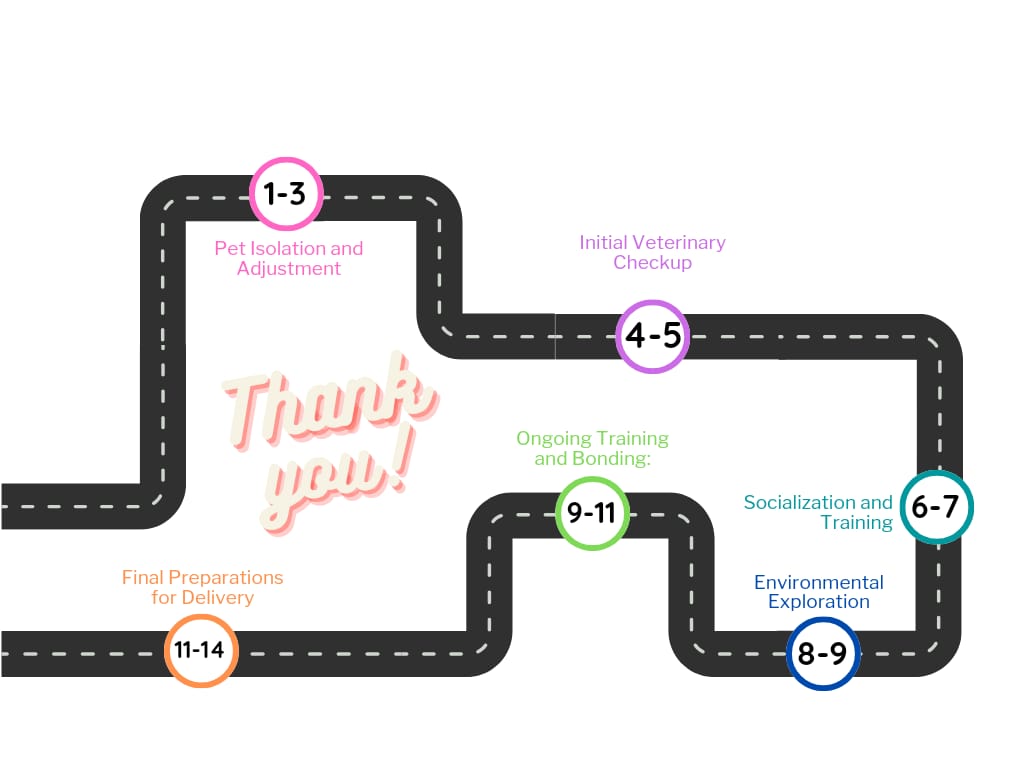 1-3
Pet Isolation and
Adjustment
Initial Veterinary
Checkup
4-5
Thank
you!
Ongoing Training
and Bonding:
9-11
Socialization and
Training
6-7
Environmental
Exploration
8-9
Final Preparations
for Delivery
11-14